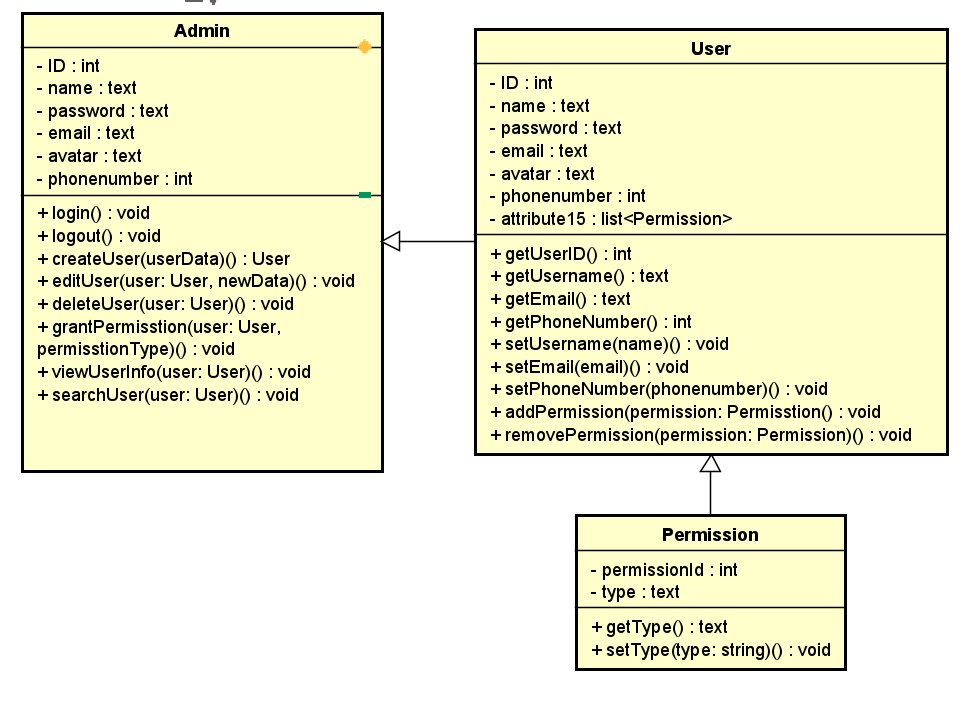 Admin
- ID : int
- name : text
- password : text
- email : text
- avatar : text
- phonenumber : int
+ login() : void
+ logout() : void
+ createUser(userData)() : User
+ editUser(user: User, newData)() : void
+ deleteUser(user: User)() : void
+ grantPermisstion(user: User,
permisstionType)() : void
+ viewUserInfo(user: User)() : void
+ searchUser(user: User)() : void
User
- ID : int
- name : text
- password : text
- email : text
- avatar : text
- phonenumber : int
- attribute15 : list<Permission>
+ getUserID() : int
+ getUsername() : text
+ getEmail() : text
+ getPhoneNumber() : int
+ setUsername(name)() : void
+ setEmail(email)() : void
+ setPhoneNumber(phonenumber)() : void
+ addPermission(permission: Permisstion() : void
+ removePermission(permission: Permission)() : void
Permission
- permissionId : int
- type : text
+ getType() : text
+ setType(type: string)() : void